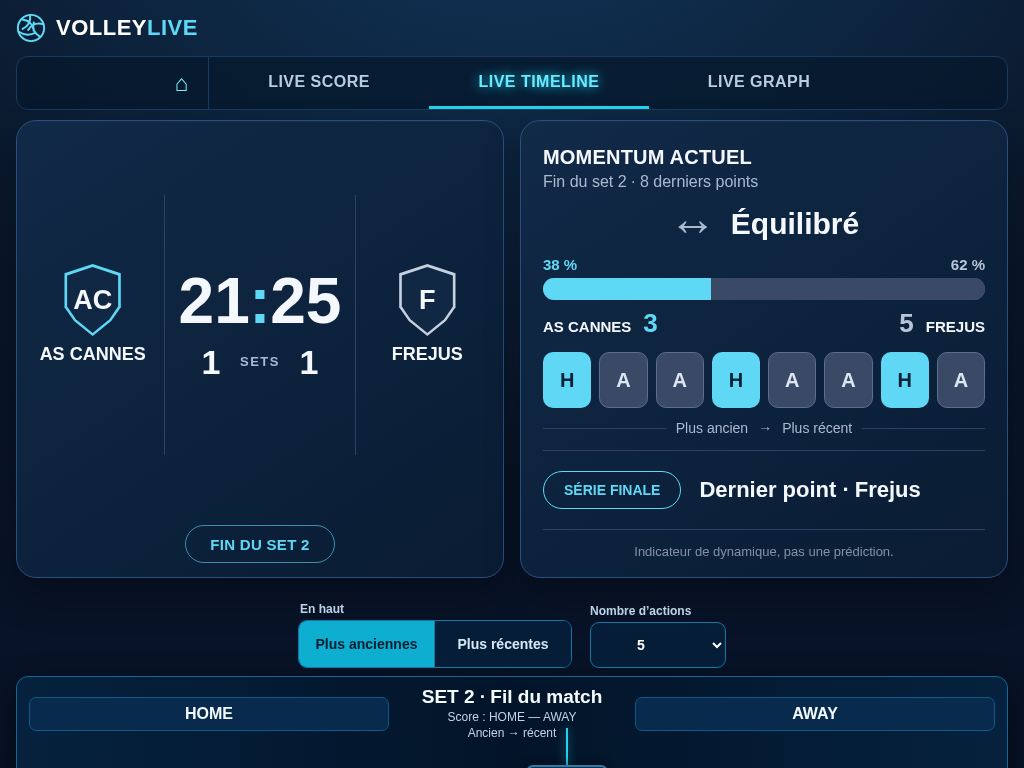 VOLLEYLIVE
⌂ LIVE SCORE LIVE TIMELINE LIVE GRAPH
AC
AS CANNES
21:25
1 SETS 1
F
FREJUS
FIN DU SET 2
MOMENTUM ACTUEL
Fin du set 2 · 8 derniers points
↔ Équilibré
38 % 62 %
AS CANNES 3 5 FREJUS
H A A H A A H A
Plus ancien → Plus récent
SÉRIE FINALE Dernier point · Frejus
Indicateur de dynamique, pas une prédiction.
En haut
Plus anciennes Plus récentes
Nombre d’actions
5
HOME
SET 2 · Fil du match
Score : HOME — AWAY
Ancien → récent
AWAY